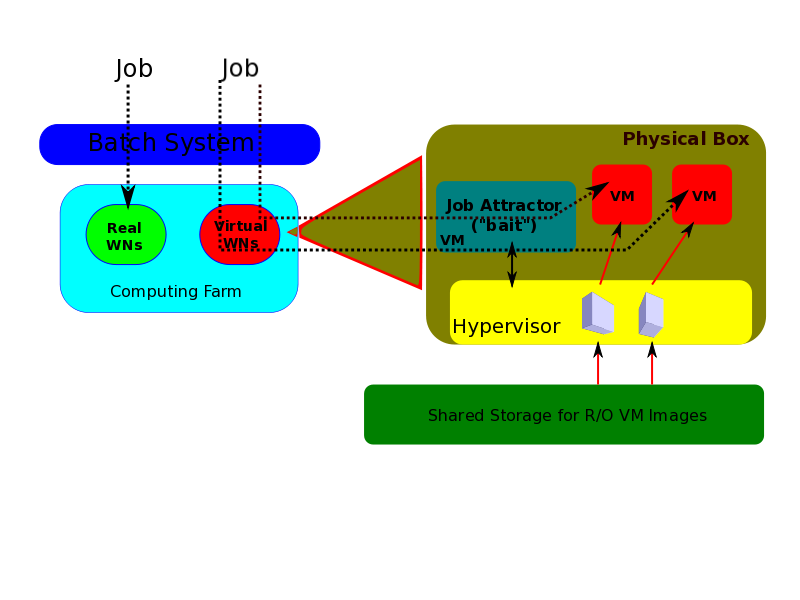 Job
Job
Batch System
Physical Box
Real
WNs
Virtual
WNs
Computing Farm
Job Attractor
("bait")
VM
VM
VM
Hypervisor
Shared Storage for R/O VM Images